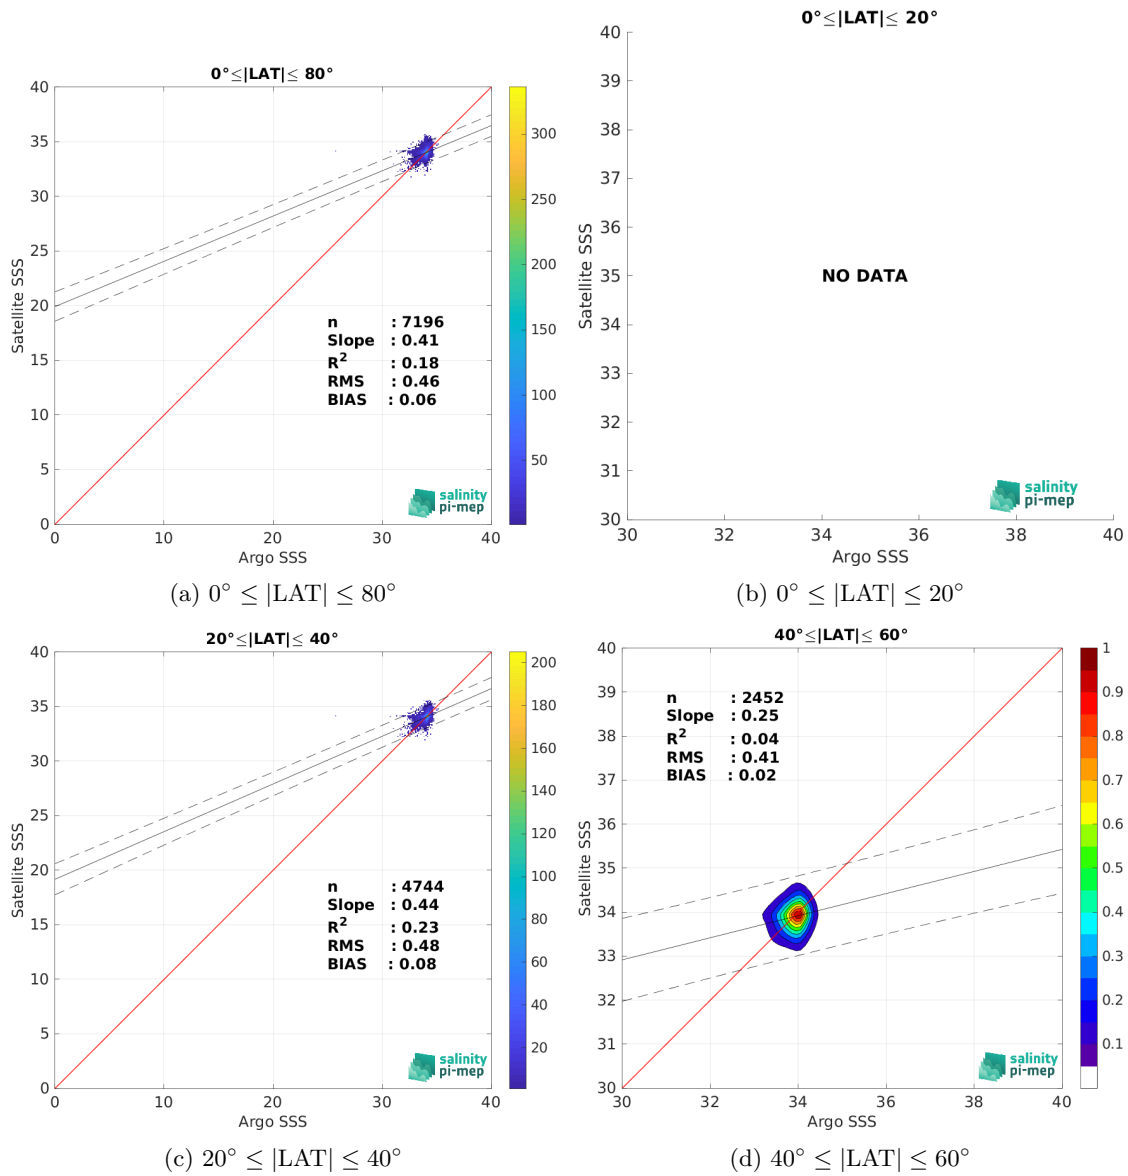 0°≤|LAT|≤ 80°
40
35
30
25
20
15
10
5
0
Satellite SSS
n : 7196
Slope : 0.41
R² : 0.18
RMS : 0.46
BIAS : 0.06
salinity
pi-mep
0 10 20 30 40
Argo SSS
300
250
200
150
100
50
(a) 0° ≤ |LAT| ≤ 80°
0°≤|LAT|≤ 20°
40
39
38
37
36
35
34
33
32
31
30
Satellite SSS
NO DATA
salinity
pi-mep
30 32 34 36 38 40
Argo SSS
(b) 0° ≤ |LAT| ≤ 20°
20°≤|LAT|≤ 40°
40
35
30
25
20
15
10
5
0
Satellite SSS
n : 4744
Slope : 0.44
R² : 0.23
RMS : 0.48
BIAS : 0.08
salinity
pi-mep
0 10 20 30 40
Argo SSS
200
180
160
140
120
100
80
60
40
20
(c) 20° ≤ |LAT| ≤ 40°
40°≤|LAT|≤ 60°
40
39
38
37
36
35
34
33
32
31
30
Satellite SSS
n : 2452
Slope : 0.25
R² : 0.04
RMS : 0.41
BIAS : 0.02
salinity
pi-mep
30 32 34 36 38 40
Argo SSS
1
0.9
0.8
0.7
0.6
0.5
0.4
0.3
0.2
0.1
(d) 40° ≤ |LAT| ≤ 60°